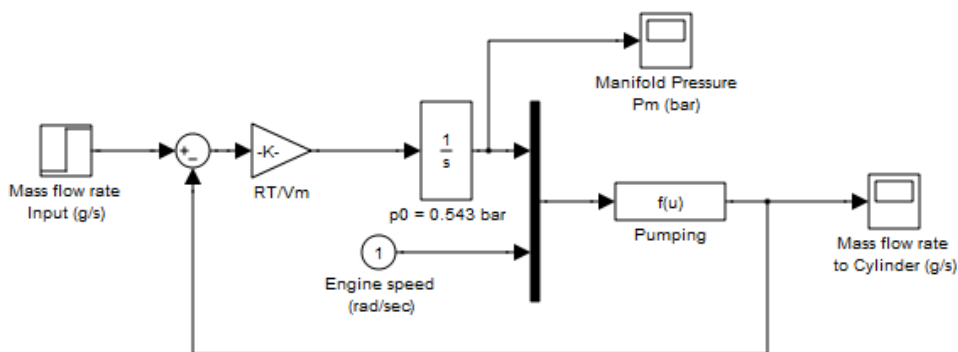 Manifold Pressure
Pm (bar)
Mass flow rate
Input (g/s)
+
-
-K-
RT/Vm
1
s
p0 = 0.543 bar
1
Engine speed
(rad/sec)
f(u)
Pumping
Mass flow rate
to Cylinder (g/s)